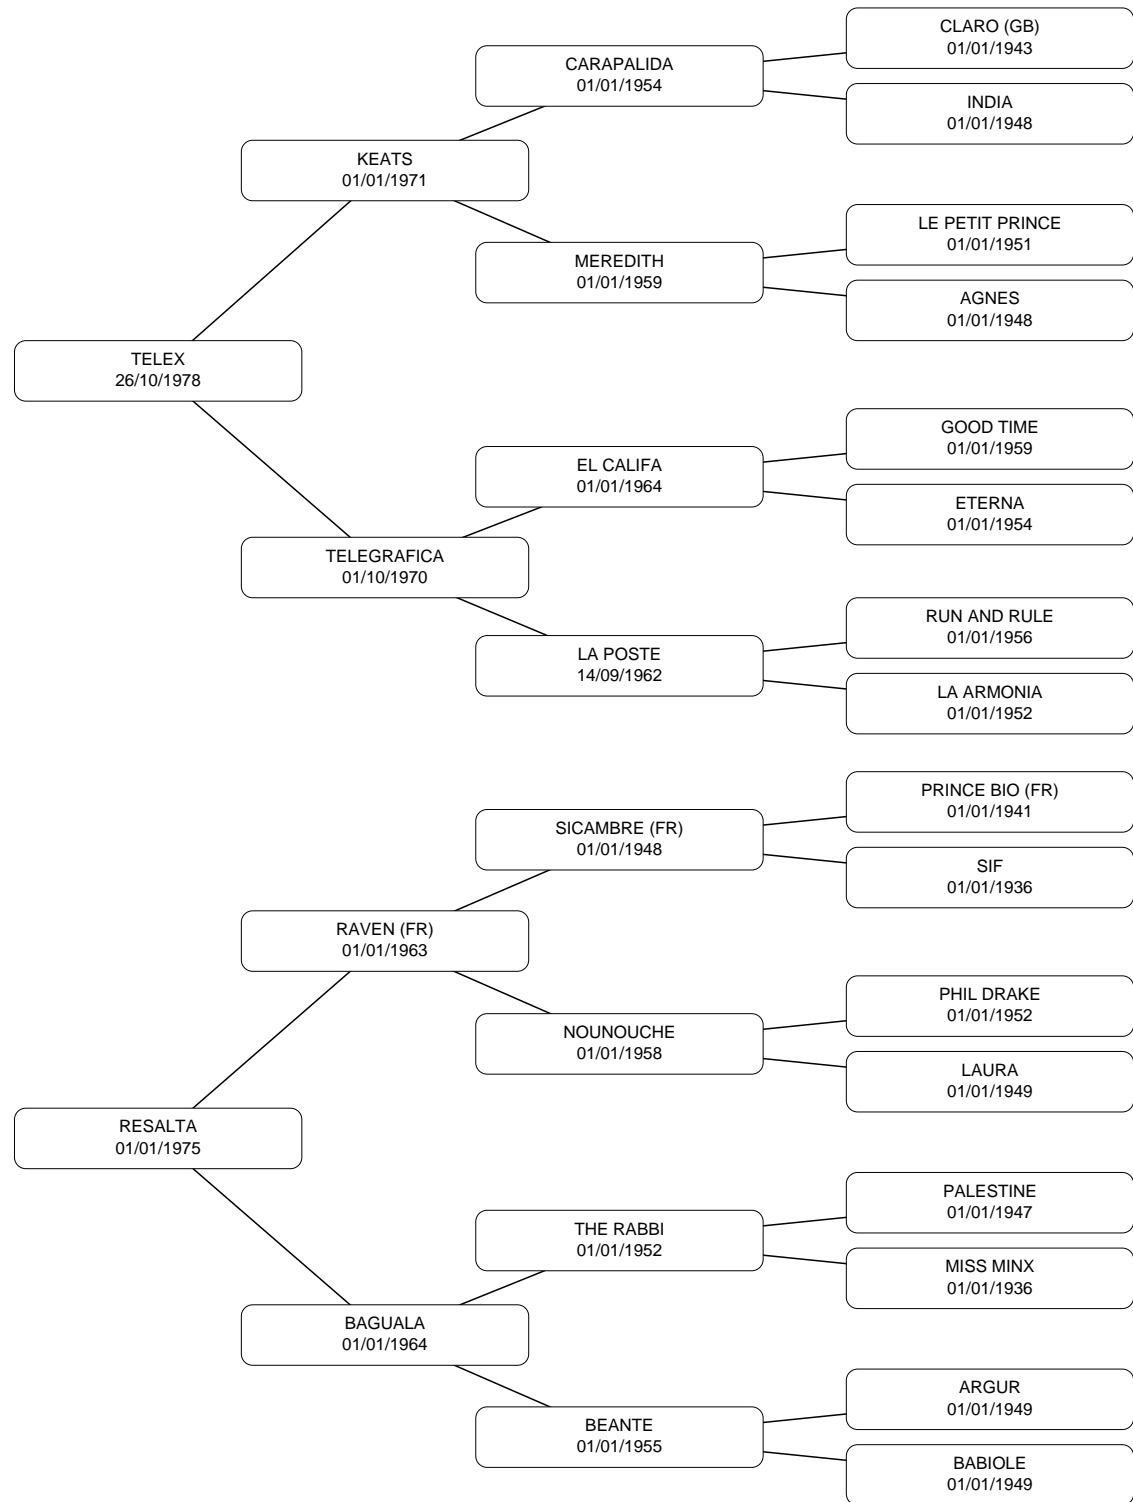 CLARO (GB)
01/01/1943
CARAPALIDA
01/01/1954
INDIA
01/01/1948
KEATS
01/01/1971
LE PETIT PRINCE
01/01/1951
MEREDITH
01/01/1959
AGNES
01/01/1948
TELEX
26/10/1978
GOOD TIME
01/01/1959
EL CALIFA
01/01/1964
ETERNA
01/01/1954
TELEGRAFICA
01/10/1970
RUN AND RULE
01/01/1956
LA POSTE
14/09/1962
LA ARMONIA
01/01/1952
PRINCE BIO (FR)
01/01/1941
SICAMBRE (FR)
01/01/1948
SIF
01/01/1936
RAVEN (FR)
01/01/1963
PHIL DRAKE
01/01/1952
NOUNOUCHE
01/01/1958
LAURA
01/01/1949
RESALTA
01/01/1975
PALESTINE
01/01/1947
THE RABBI
01/01/1952
MISS MINX
01/01/1936
BAGUALA
01/01/1964
ARGUR
01/01/1949
BEANTE
01/01/1955
BABIOLE
01/01/1949